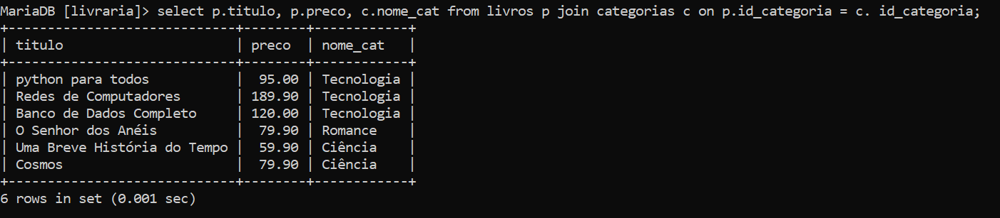 MariaDB [livraria]> select p.titulo, p.preco, c.nome_cat from livros p join categorias c on p.id_categoria = c. id_categoria;
+----------------------------+--------+------------+
| titulo                     | preco  | nome_cat   |
+----------------------------+--------+------------+
| python para todos          |  95.00 | Tecnologia |
| Redes de Computadores      | 189.90 | Tecnologia |
| Banco de Dados Completo    | 120.00 | Tecnologia |
| O Senhor dos Anéis         |  79.90 | Romance    |
| Uma Breve História do Tempo |  59.90 | Ciência    |
| Cosmos                     |  79.90 | Ciência    |
+----------------------------+--------+------------+
6 rows in set (0.001 sec)